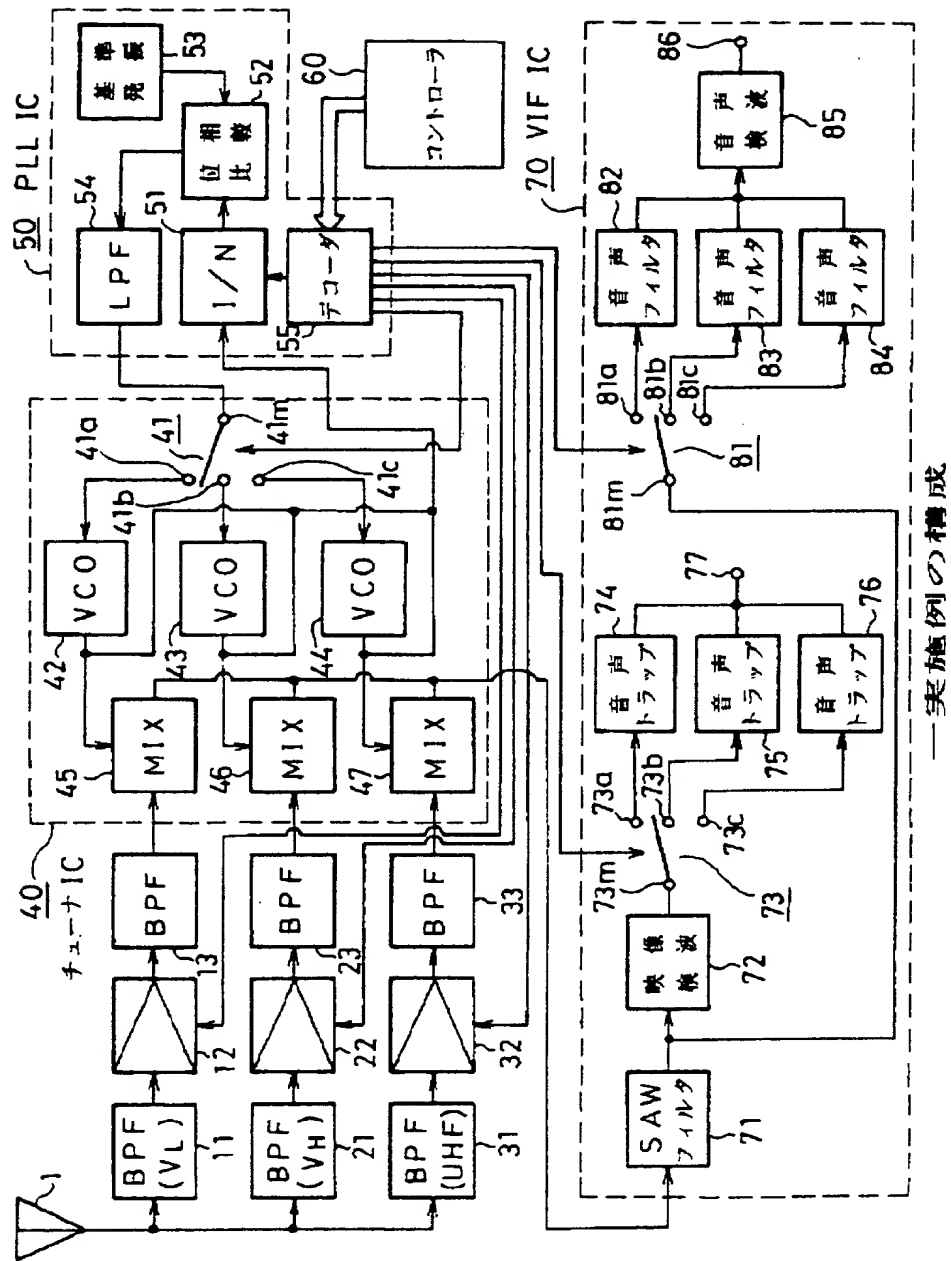 1
BPF
(VL)
11
12
BPF
13
BPF
(VH)
21
22
BPF
23
BPF
(UHF)
31
32
BPF
33
チューナIC
40
MIX
45
MIX
46
MIX
47
VCO
42
VCO
43
VCO
44
41a
41
41b
41m
41c
50 PLL IC
LPF
54
基準
発振
53
1/N
51
位相
比較
52
デコーダ
55
コントローラ
60
70 VIF IC
SAW
フィルタ
71
映像
検波
72
73m
73a
73b
73c
73
音声
トラップ
74
音声
トラップ
75
音声
トラップ
76
77
81m
81
81a
81b
81c
音声
フィルタ
82
音声
フィルタ
83
音声
フィルタ
84
音声
検波
85
86
一実施例の構成